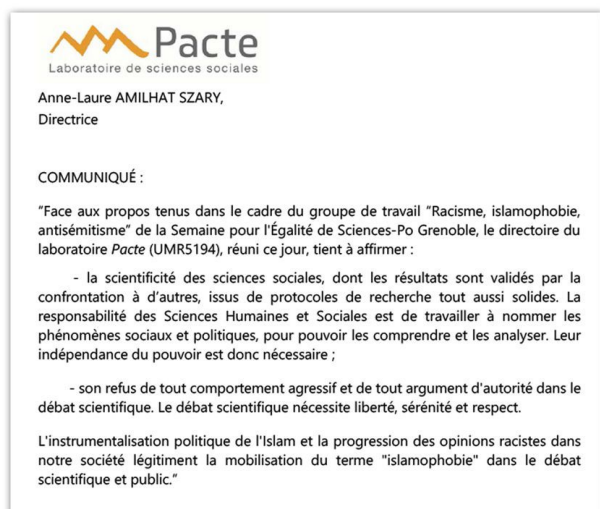 Pacte
Laboratoire de sciences sociales
Anne-Laure AMILHAT SZARY,
Directrice
COMMUNIQUÉ :
"Face aux propos tenus dans le cadre du groupe de travail "Racisme, islamophobie,
antisémitisme" de la Semaine pour l'Égalité de Sciences-Po Grenoble, le directoire du
laboratoire Pacte (UMR5194), réuni ce jour, tient à affirmer :
- la scientificité des sciences sociales, dont les résultats sont validés par la
confrontation à d'autres, issus de protocoles de recherche tout aussi solides. La
responsabilité des Sciences Humaines et Sociales est de travailler à nommer les
phénomènes sociaux et politiques, pour pouvoir les comprendre et les analyser. Leur
indépendance du pouvoir est donc nécessaire ;
- son refus de tout comportement agressif et de tout argument d'autorité dans le
débat scientifique. Le débat scientifique nécessite liberté, sérénité et respect.
L'instrumentalisation politique de l'Islam et la progression des opinions racistes dans
notre société légitiment la mobilisation du terme "islamophobie" dans le débat
scientifique et public."